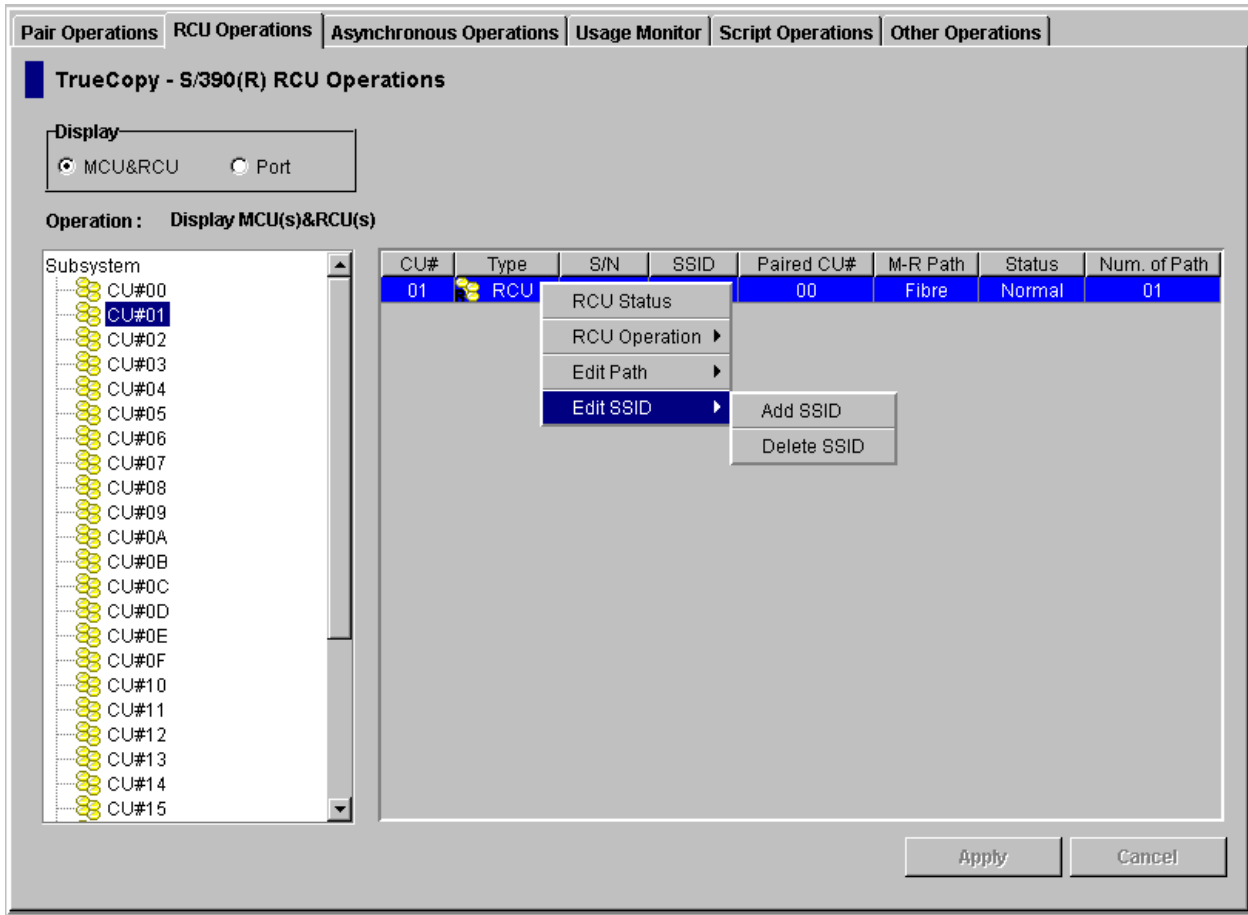 Pair Operations RCU Operations Asynchronous Operations Usage Monitor Script Operations Other Operations
TrueCopy - S/390(R) RCU Operations
Display
MCU&RCU Port
Operation : Display MCU(s)&RCU(s)
Subsystem
CU#00
CU#01
CU#02
CU#03
CU#04
CU#05
CU#06
CU#07
CU#08
CU#09
CU#0A
CU#0B
CU#0C
CU#0D
CU#0E
CU#0F
CU#10
CU#11
CU#12
CU#13
CU#14
CU#15
CU# Type S/N SSID Paired CU# M-R Path Status Num. of Path
01 RCU 00 Fibre Normal 01
RCU Status
RCU Operation
Edit Path
Edit SSID
Add SSID
Delete SSID
Apply Cancel